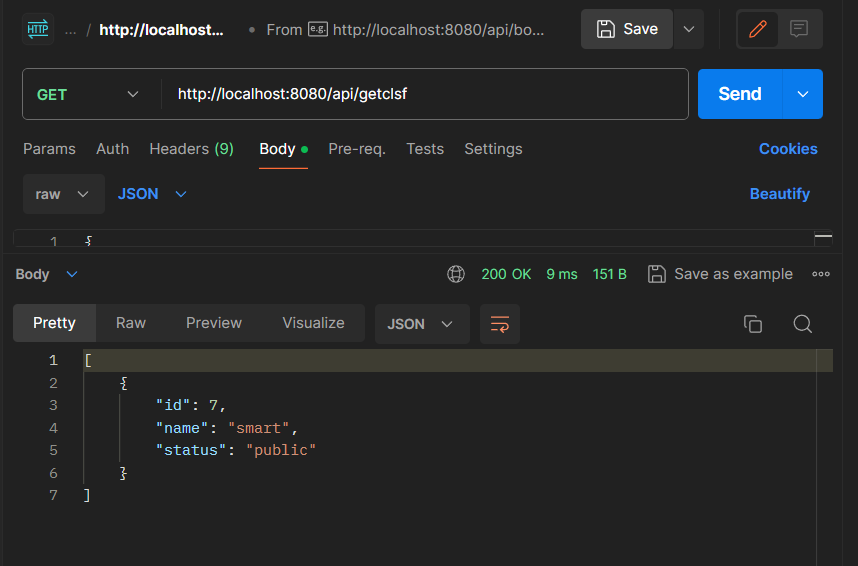 HTTP ... / http://localhost... From e.g. http://localhost:8080/api/bo... Save
GET http://localhost:8080/api/getclsf Send
Params Auth Headers (9) Body Pre-req. Tests Settings Cookies
raw JSON Beautify
1 {
Body 200 OK 9 ms 151 B Save as example
Pretty Raw Preview Visualize JSON
1 [
2 {
3 "id": 7,
4 "name": "smart",
5 "status": "public"
6 }
7 ]